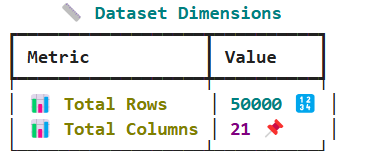 Dataset Dimensions
Metric Value
Total Rows 50000
Total Columns 21